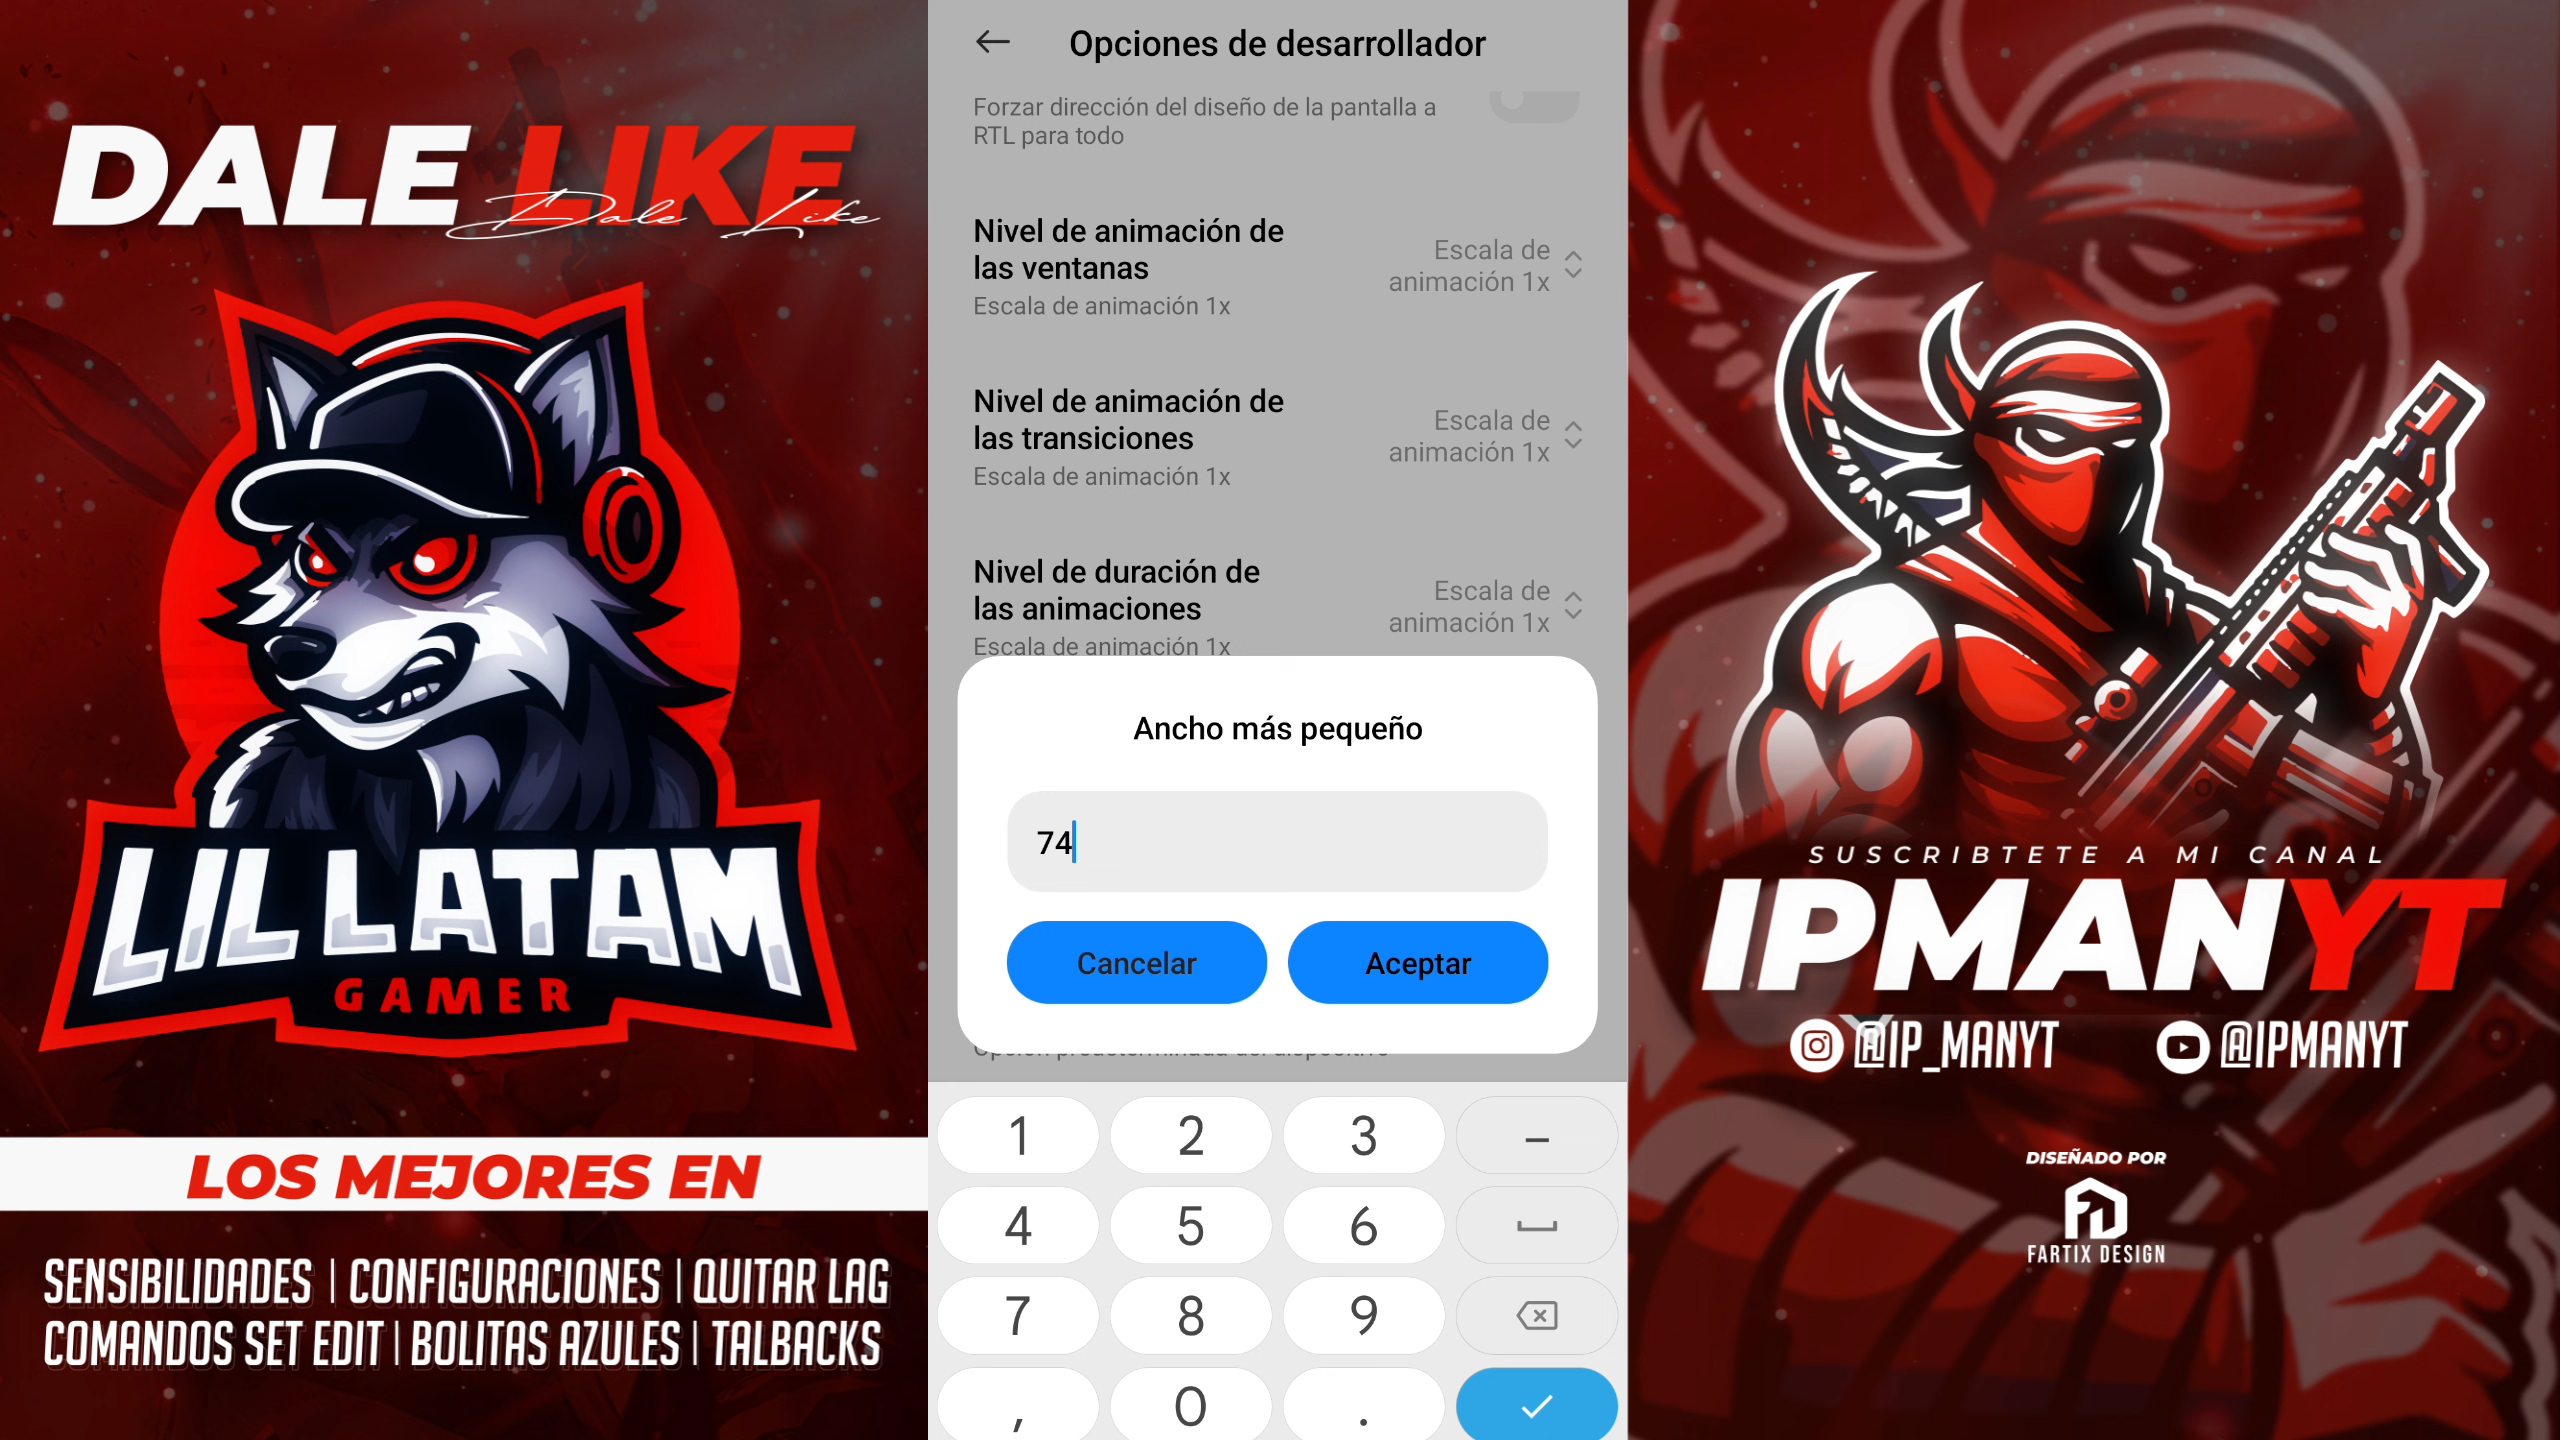 DALE LIKE
Dale Like
LIL LATAM
GAMER
LOS MEJORES EN
SENSIBILIDADES | CONFIGURACIONES | QUITAR LAG
COMANDOS SET EDIT | BOLITAS AZULES | TALBACKS
Opciones de desarrollador
Forzar dirección del diseño de la pantalla a
RTL para todo
Nivel de animación de
las ventanas
Escala de animación 1x
Escala de
animación 1x
Nivel de animación de
las transiciones
Escala de animación 1x
Escala de
animación 1x
Nivel de duración de
las animaciones
Escala de animación 1x
Escala de
animación 1x
Ancho más pequeño
74
Cancelar
Aceptar
Opción predeterminada del dispositivo
1 2 3 –
4 5 6
7 8 9
, 0 .
SUSCRIBTETE A MI CANAL
IPMANYT
@IP_MANYT @IPMANYT
DISEÑADO POR
FARTIX DESIGN